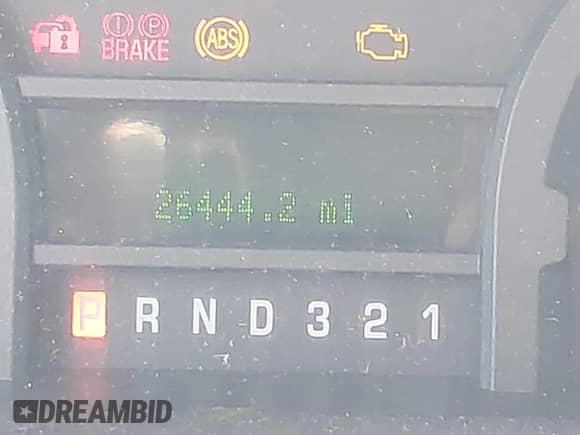 BRAKE ABS
26444.2 mi
P R N D 3 2 1
DREAMBID